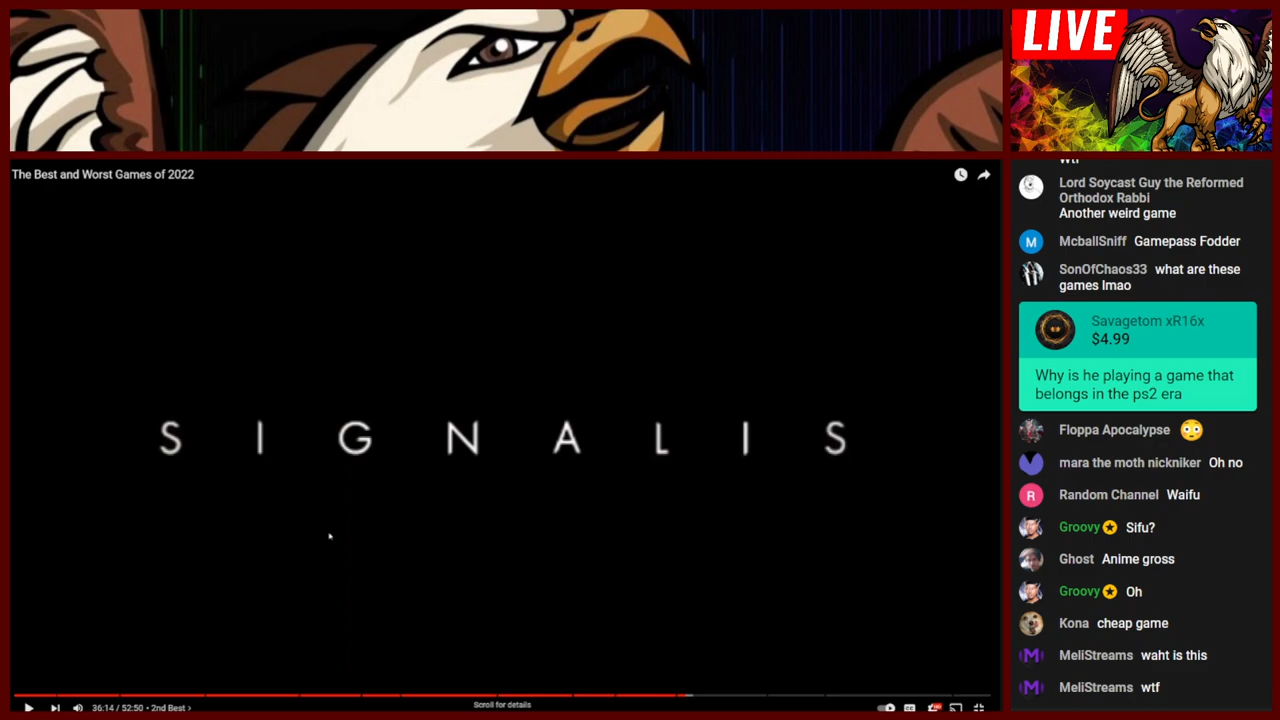 LIVE
The Best and Worst Games of 2022
S I G N A L I S
36:14 / 52:50 • 2nd Best ›
Scroll for details
wtf
Lord Soycast Guy the Reformed
Orthodox Rabbi
Another weird game
M
McballSniff Gamepass Fodder
SonOfChaos33 what are these
games lmao
Savagetom xR16x
$4.99
Why is he playing a game that
belongs in the ps2 era
Floppa Apocalypse 😳
mara the moth nickniker Oh no
R
Random Channel Waifu
Groovy Sifu?
Ghost Anime gross
Groovy Oh
Kona cheap game
M
MeliStreams waht is this
M
MeliStreams wtf